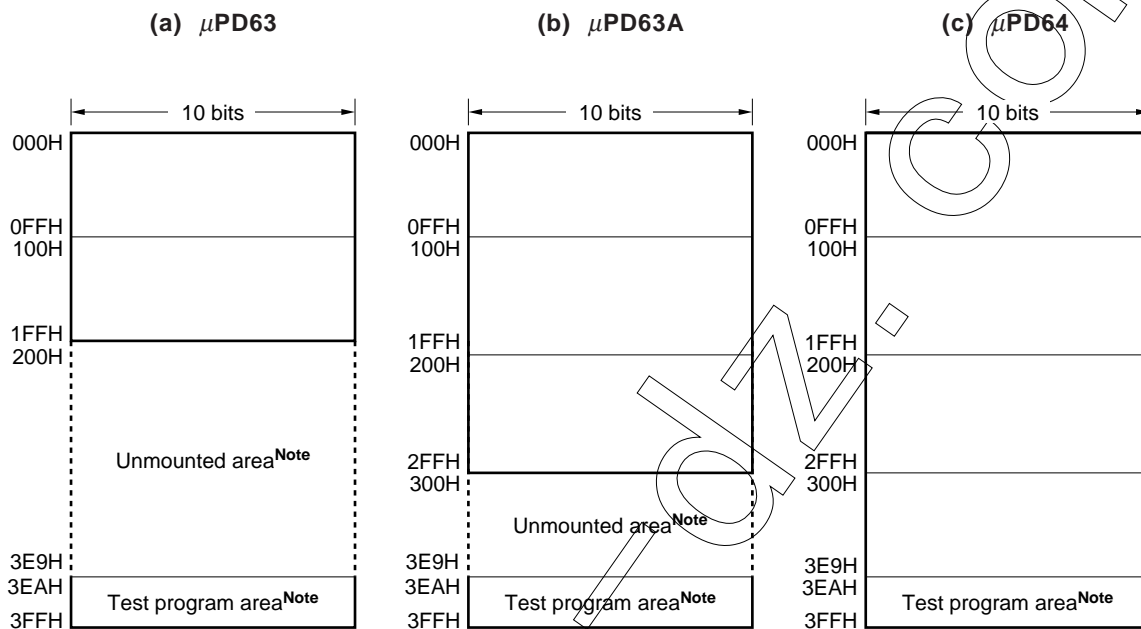 (a) μPD63
10 bits
000H
0FFH
100H
1FFH
200H
Unmounted areaNote
3E9H
3EAH
Test program areaNote
3FFH
(b) μPD63A
10 bits
000H
0FFH
100H
1FFH
200H
2FFH
300H
Unmounted areaNote
3E9H
3EAH
Test program areaNote
3FFH
(c) μPD64
10 bits
000H
0FFH
100H
1FFH
200H
2FFH
300H
3E9H
3EAH
Test program areaNote
3FFH